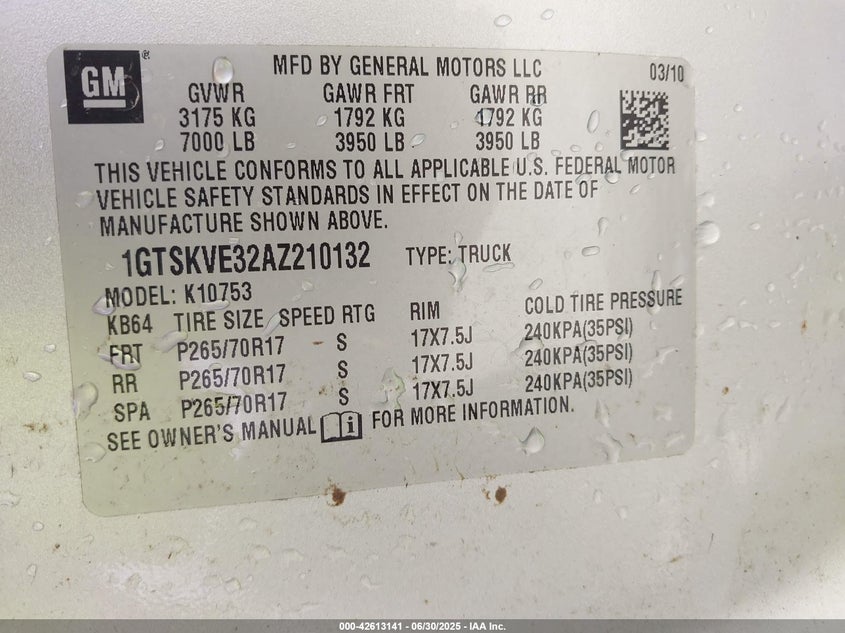 GM ®
MFD BY GENERAL MOTORS LLC 03/10
GVWR GAWR FRT GAWR RR
3175 KG 1792 KG 1792 KG
7000 LB 3950 LB 3950 LB
THIS VEHICLE CONFORMS TO ALL APPLICABLE U.S. FEDERAL MOTOR
VEHICLE SAFETY STANDARDS IN EFFECT ON THE DATE OF
MANUFACTURE SHOWN ABOVE.
1GTSKVE32AZ210132 TYPE: TRUCK
MODEL: K10753
KB64 TIRE SIZE SPEED RTG RIM COLD TIRE PRESSURE
FRT P265/70R17 S 17X7.5J 240KPA(35PSI)
RR P265/70R17 S 17X7.5J 240KPA(35PSI)
SPA P265/70R17 S 17X7.5J 240KPA(35PSI)
SEE OWNER'S MANUAL i FOR MORE INFORMATION.
000-42613141 - 06/30/2025 - IAA Inc.